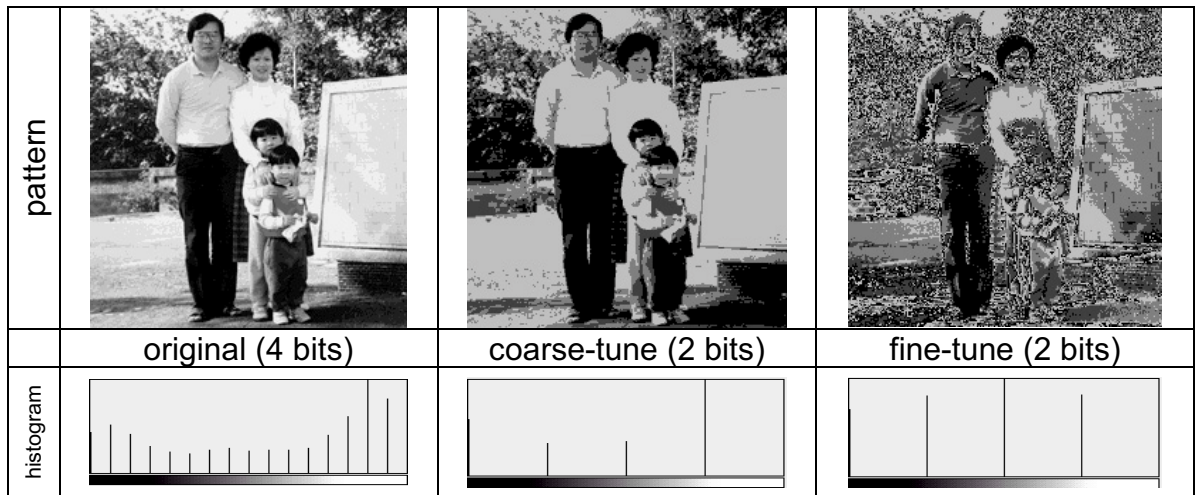 pattern
original (4 bits)
coarse-tune (2 bits)
fine-tune (2 bits)
histogram